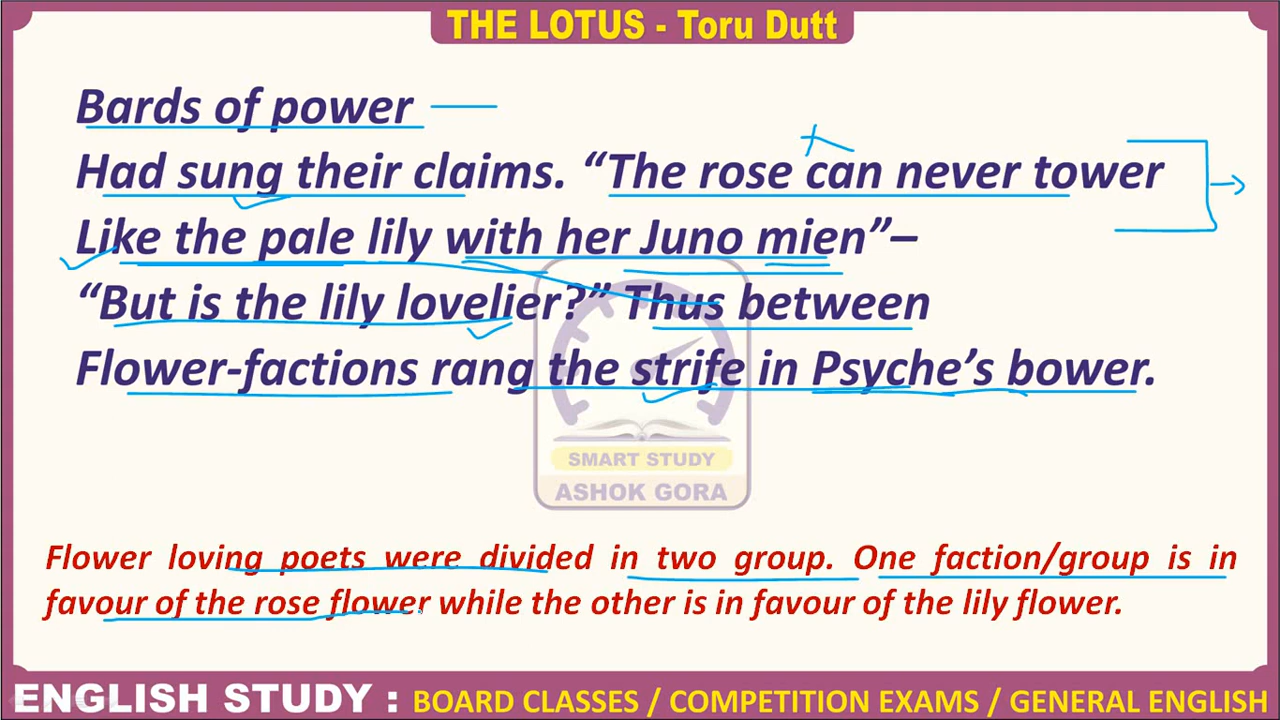 THE LOTUS - Toru Dutt
Bards of power
Had sung their claims. “The rose can never tower
Like the pale lily with her Juno mien”–
“But is the lily lovelier?” Thus between
Flower-factions rang the strife in Psyche’s bower.
SMART STUDY
ASHOK GORA
Flower loving poets were divided in two group. One faction/group is in
favour of the rose flower while the other is in favour of the lily flower.
ENGLISH STUDY : BOARD CLASSES / COMPETITION EXAMS / GENERAL ENGLISH